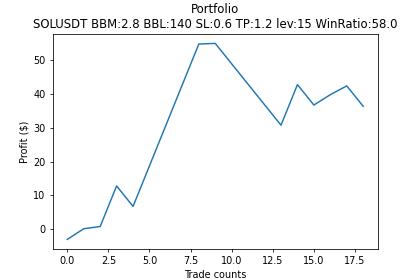 Portfolio
SOLUSDT BBM:2.8 BBL:140 SL:0.6 TP:1.2 lev:15 WinRatio:58.0
50
40
30
20
10
0
Profit ($)
0.0 2.5 5.0 7.5 10.0 12.5 15.0 17.5
Trade counts